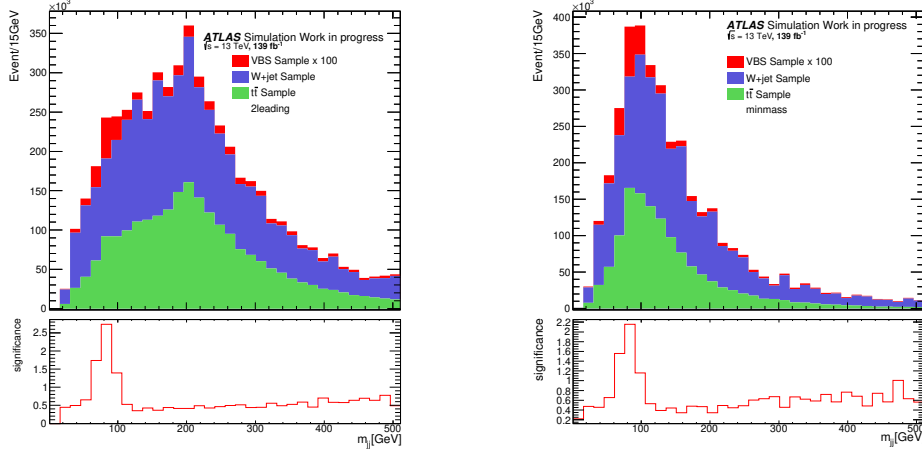 ×10³
ATLAS Simulation Work in progress
√s = 13 TeV, 139 fb⁻¹
VBS Sample x 100
W+jet Sample
tt̄ Sample
2leading
Event/15GeV
350
300
250
200
150
100
50
0
significance
2.5
2
1.5
1
0.5
0
100
200
300
400
500
m_jj[GeV]
×10³
ATLAS Simulation Work in progress
√s = 13 TeV, 139 fb⁻¹
VBS Sample x 100
W+jet Sample
tt̄ Sample
minmass
Event/15GeV
400
350
300
250
200
150
100
50
0
significance
2.2
2
1.8
1.6
1.4
1.2
1
0.8
0.6
0.4
0.2
100
200
300
400
500
m_jj[GeV]